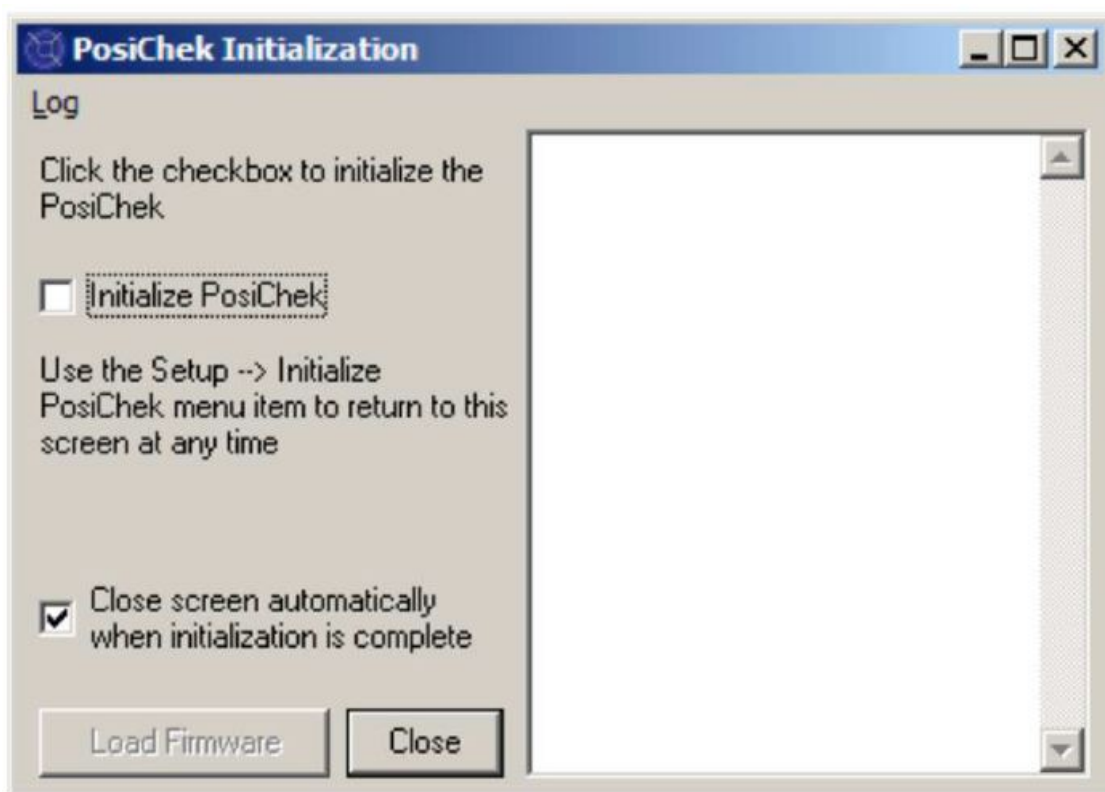 PosiChek Initialization
Log
Click the checkbox to initialize the
PosiChek
Initialize PosiChek
Use the Setup --> Initialize
PosiChek menu item to return to this
screen at any time
Close screen automatically
when initialization is complete
Load Firmware
Close